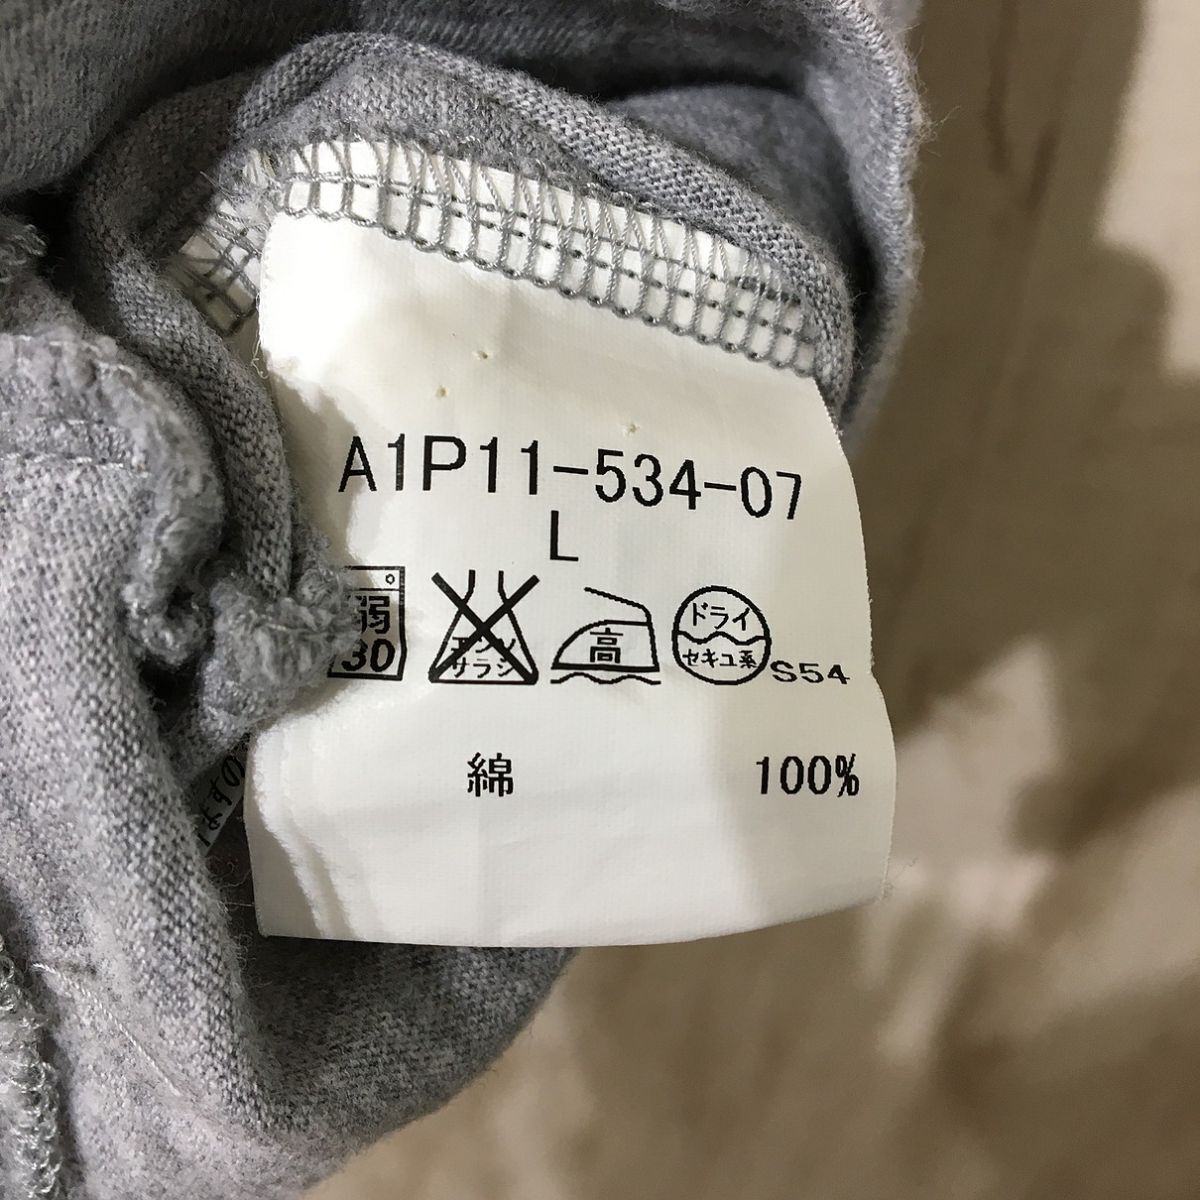 A1P11-534-07
L
弱 30
エンソ サラシ
高
ドライ セキユ系 S54
綿 100%